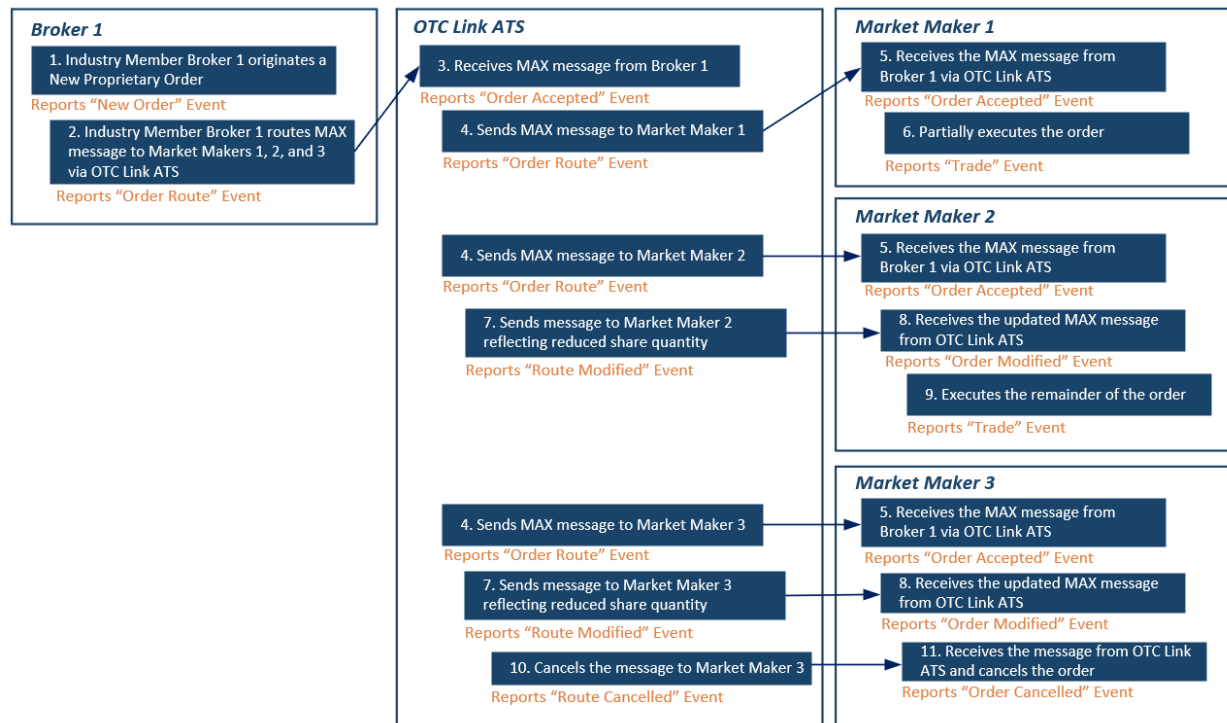 Broker 1
1. Industry Member Broker 1 originates a
New Proprietary Order
Reports “New Order” Event
2. Industry Member Broker 1 routes MAX
message to Market Makers 1, 2, and 3
via OTC Link ATS
Reports “Order Route” Event
OTC Link ATS
3. Receives MAX message from Broker 1
Reports “Order Accepted” Event
4. Sends MAX message to Market Maker 1
Reports “Order Route” Event
4. Sends MAX message to Market Maker 2
Reports “Order Route” Event
7. Sends message to Market Maker 2
reflecting reduced share quantity
Reports “Route Modified” Event
4. Sends MAX message to Market Maker 3
Reports “Order Route” Event
7. Sends message to Market Maker 3
reflecting reduced share quantity
Reports “Route Modified” Event
10. Cancels the message to Market Maker 3
Reports “Route Cancelled” Event
Market Maker 1
5. Receives the MAX message from
Broker 1 via OTC Link ATS
Reports “Order Accepted” Event
6. Partially executes the order
Reports “Trade” Event
Market Maker 2
5. Receives the MAX message from
Broker 1 via OTC Link ATS
Reports “Order Accepted” Event
8. Receives the updated MAX message
from OTC Link ATS
Reports “Order Modified” Event
9. Executes the remainder of the order
Reports “Trade” Event
Market Maker 3
5. Receives the MAX message from
Broker 1 via OTC Link ATS
Reports “Order Accepted” Event
8. Receives the updated MAX message
from OTC Link ATS
Reports “Order Modified” Event
11. Receives the message from OTC Link
ATS and cancels the order
Reports “Order Cancelled” Event